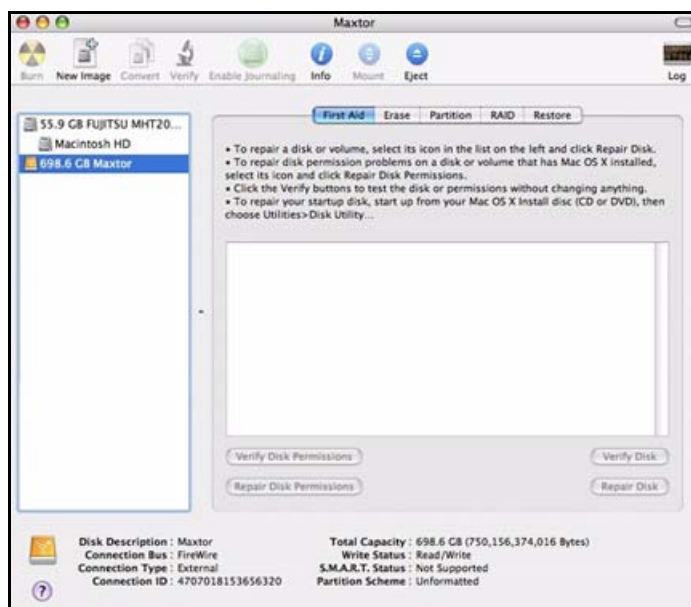 Maxtor
Burn New Image Convert Verify Enable Journaling Info Mount Eject Log
First Aid Erase Partition RAID Restore
55.9 GB FUJITSU MHT20...
Macintosh HD
698.6 GB Maxtor
• To repair a disk or volume, select its icon in the list on the left and click Repair Disk.
• To repair disk permission problems on a disk or volume that has Mac OS X installed,
select its icon and click Repair Disk Permissions.
• Click the Verify buttons to test the disk or permissions without changing anything.
• To repair your startup disk, start up from your Mac OS X Install disc (CD or DVD), then
choose Utilities>Disk Utility...
Verify Disk Permissions Verify Disk
Repair Disk Permissions Repair Disk
Disk Description : Maxtor
Connection Bus : FireWire
Connection Type : External
Connection ID : 4707018153656320
Total Capacity : 698.6 GB (750,156,374,016 Bytes)
Write Status : Read/Write
S.M.A.R.T. Status : Not Supported
Partition Scheme : Unformatted
?